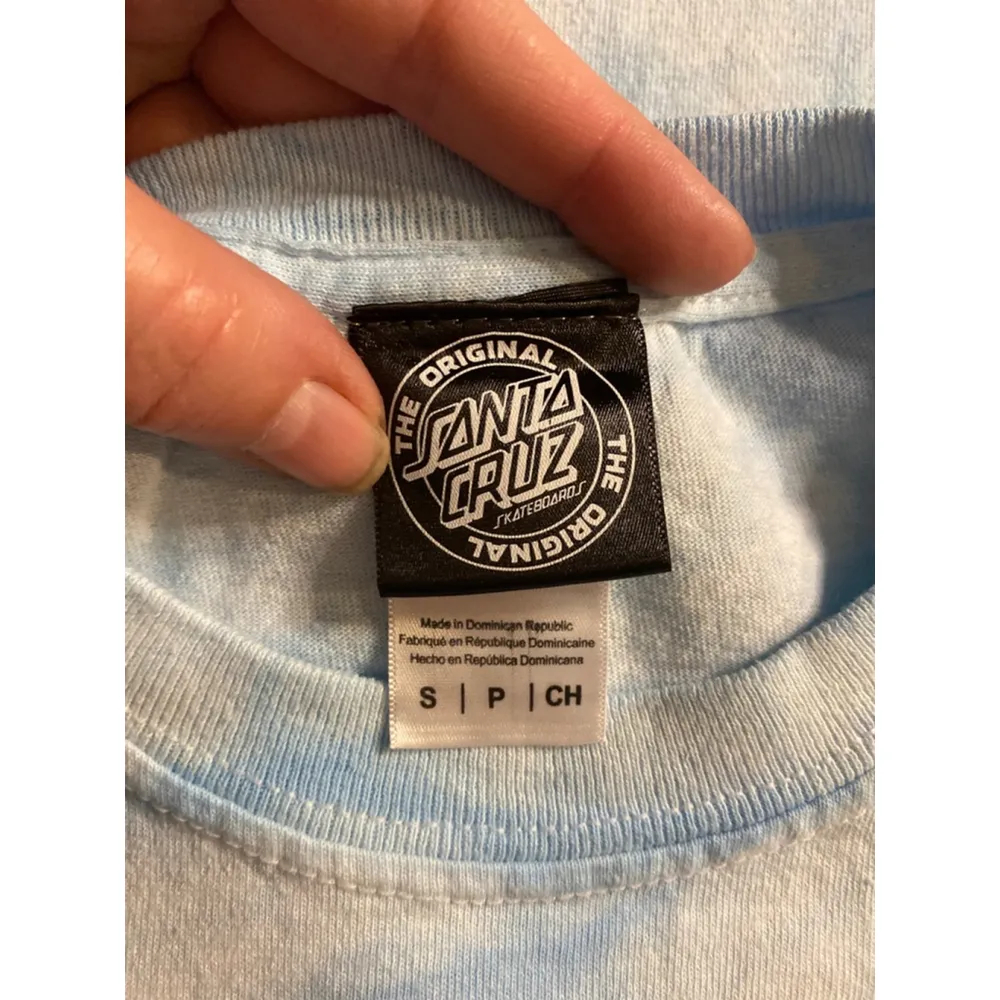 THE ORIGINAL
SANTA
CRUZ
SKATEBOARDS
THE ORIGINAL
Made in Dominican Republic
Fabriqué en République Dominicaine
Hecho en República Dominicana
S | P | CH